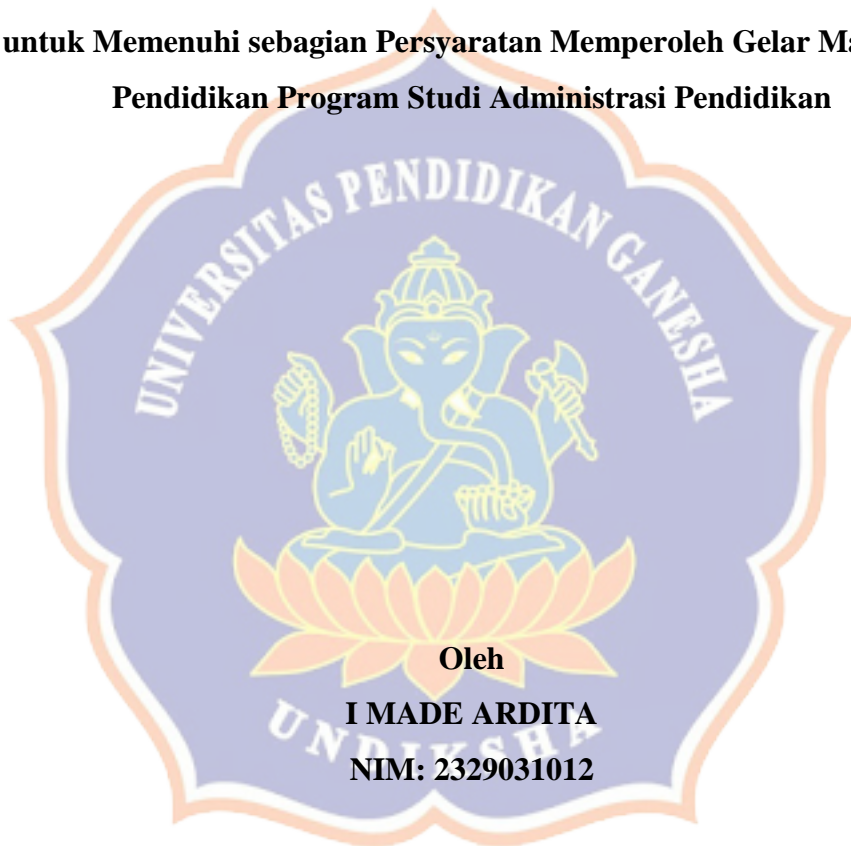 untuk Memenuhi sebagian Persyaratan Memperoleh Gelar
Pendidikan Program Studi Administrasi Pendidikan
UNIVERSITAS PENDIDIKAN GANESHA
Oleh
I MADE ARDITA
UNDIKSHA
NIM: 2329031012